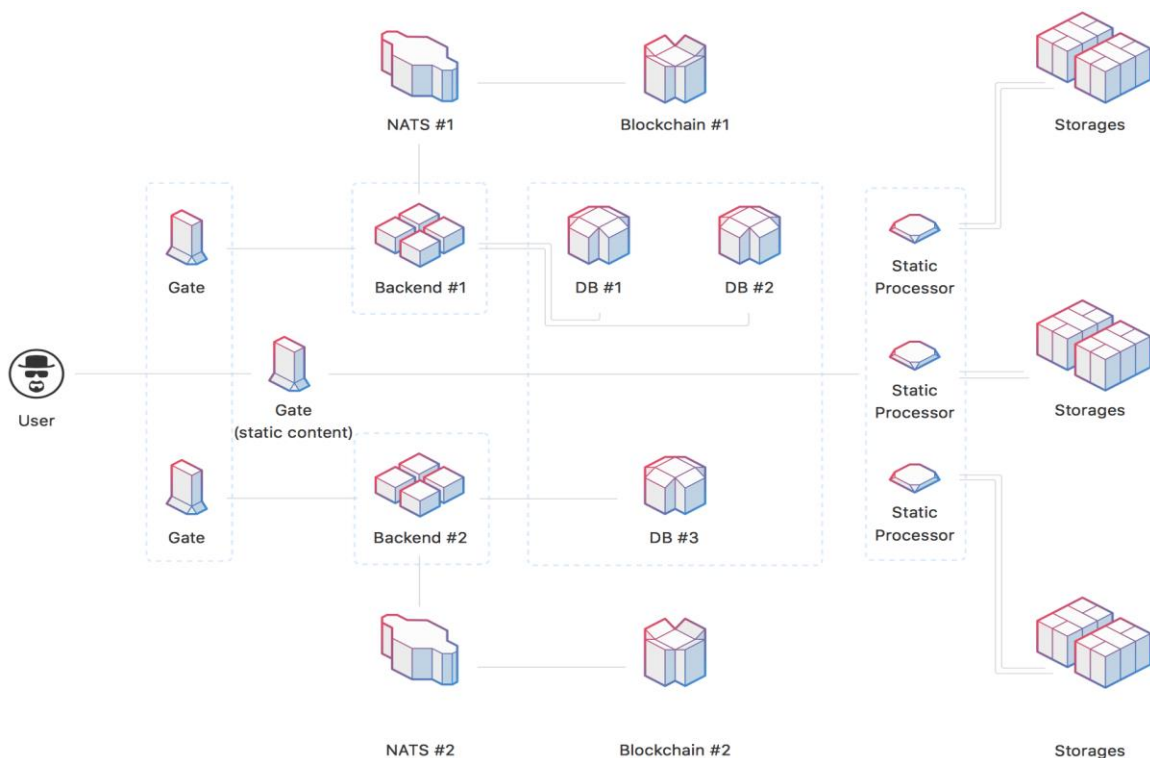 NATS #1
Blockchain #1
Storages
Gate
Backend #1
DB #1
DB #2
Static
Processor
User
Gate
(static content)
Static
Processor
Storages
Gate
Backend #2
DB #3
Static
Processor
NATS #2
Blockchain #2
Storages